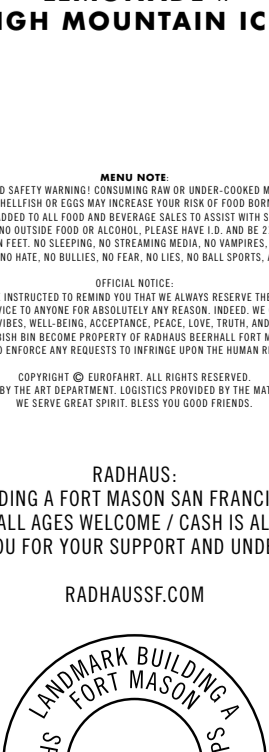 IGH MOUNTAIN IC
MENU NOTE:
D SAFETY WARNING! CONSUMING RAW OR UNDER-COOKED M
HELLFISH OR EGGS MAY INCREASE YOUR RISK OF FOOD BORN
ADDED TO ALL FOOD AND BEVERAGE SALES TO ASSIST WITH S
NO OUTSIDE FOOD OR ALCOHOL, PLEASE HAVE I.D. AND BE 2
N FEET. NO SLEEPING, NO STREAMING MEDIA, NO VAMPIRES,
NO HATE, NO BULLIES, NO FEAR, NO LIES, NO BALL SPORTS, A
OFFICIAL NOTICE:
E INSTRUCTED TO REMIND YOU THAT WE ALWAYS RESERVE THE
VICE TO ANYONE FOR ABSOLUTELY ANY REASON. INDEED. WE
VIBES, WELL-BEING, ACCEPTANCE, PEACE, LOVE, TRUTH, AND
BISH BIN BECOME PROPERTY OF RADHAUS BEERHALL FORT M
O ENFORCE ANY REQUESTS TO INFRINGE UPON THE HUMAN R
COPYRIGHT © EUROFAHRT. ALL RIGHTS RESERVED.
BY THE ART DEPARTMENT. LOGISTICS PROVIDED BY THE MAT
WE SERVE GREAT SPIRIT. BLESS YOU GOOD FRIENDS.
RADHAUS:
DING A FORT MASON SAN FRANCI
ALL AGES WELCOME / CASH IS AL
OU FOR YOUR SUPPORT AND UNDE
RADHAUSSF.COM
LANDMARK BUILDING A
FORT MASON